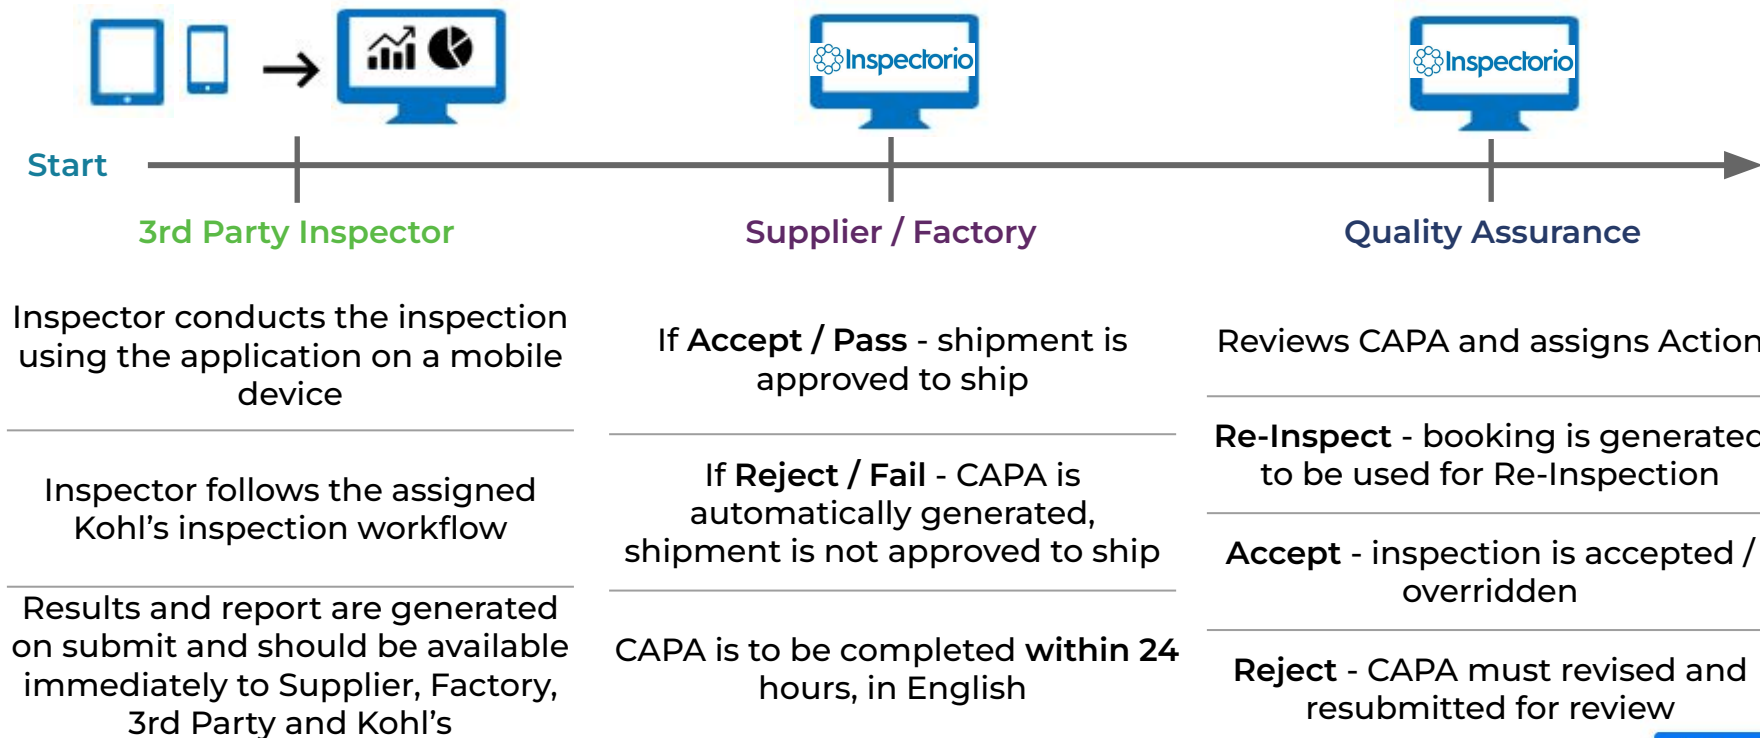 Inspectorio
Inspectorio
Start
3rd Party Inspector
Inspector conducts the inspection
using the application on a mobile
device
Inspector follows the assigned
Kohl’s inspection workflow
Results and report are generated
on submit and should be available
immediately to Supplier, Factory,
3rd Party and Kohl’s
Supplier / Factory
If Accept / Pass - shipment is
approved to ship
If Reject / Fail - CAPA is
automatically generated,
shipment is not approved to ship
CAPA is to be completed within 24
hours, in English
Quality Assurance
Reviews CAPA and assigns Action
Re-Inspect - booking is generated
to be used for Re-Inspection
Accept - inspection is accepted /
overridden
Reject - CAPA must revised and
resubmitted for review